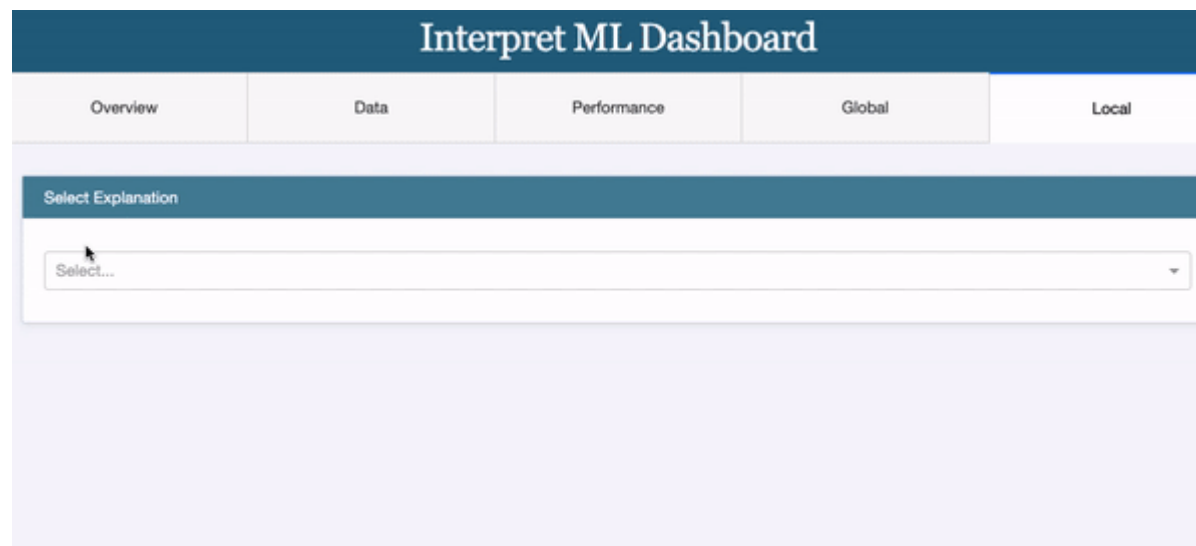 Interpret ML Dashboard
Overview Data Performance Global Local
Select Explanation
Select...